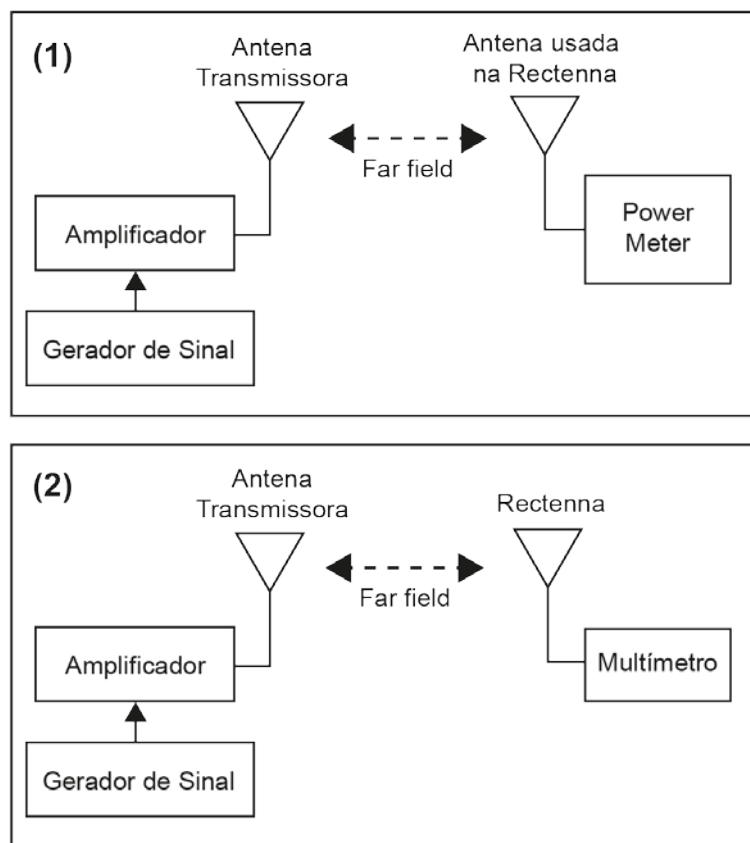 (1)
Antena
Transmissora
Antena usada
na Rectenna
Far field
Amplificador
Power
Meter
Gerador de Sinal
(2)
Antena
Transmissora
Rectenna
Far field
Amplificador
Multímetro
Gerador de Sinal